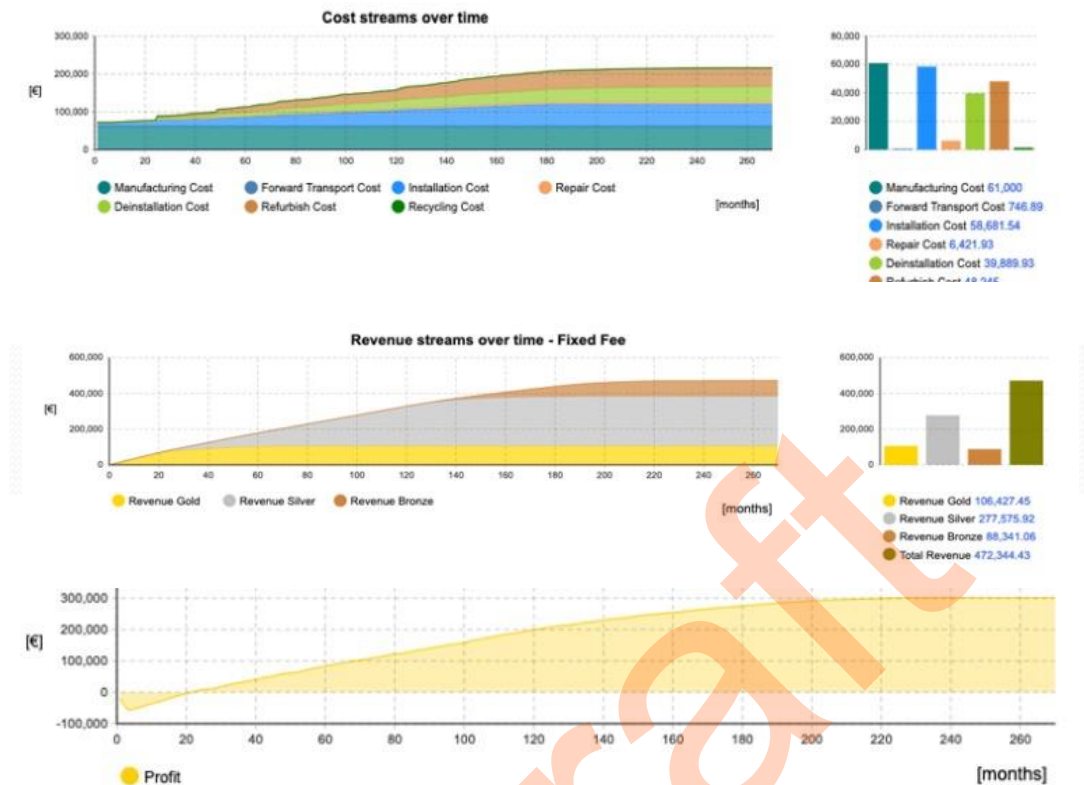 Cost streams over time
300,000
200,000
100,000
0
[€]
0 20 40 60 80 100 120 140 160 180 200 220 240 260
Manufacturing Cost Forward Transport Cost Installation Cost Repair Cost
Deinstallation Cost Refurbish Cost Recycling Cost
[months]
80,000
60,000
40,000
20,000
0
Manufacturing Cost 61,000
Forward Transport Cost 746.89
Installation Cost 58,681.54
Repair Cost 6,421.93
Deinstallation Cost 39,889.93
Refurbish Cost 48,245
Revenue streams over time - Fixed Fee
600,000
400,000
200,000
0
[€]
0 20 40 60 80 100 120 140 160 180 200 220 240 260
Revenue Gold Revenue Silver Revenue Bronze
[months]
600,000
400,000
200,000
0
Revenue Gold 106,427.45
Revenue Silver 277,575.92
Revenue Bronze 88,341.06
Total Revenue 472,344.43
300,000
200,000
100,000
0
-100,000
[€]
0 20 40 60 80 100 120 140 160 180 200 220 240 260
Profit
[months]
raft